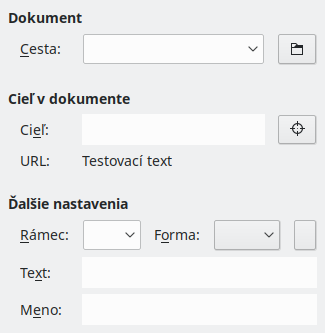 Dokument
Cesta:
Cieľ v dokumente
Cieľ:
URL: Testovací text
Ďalšie nastavenia
Rámec: Forma:
Text:
Meno: